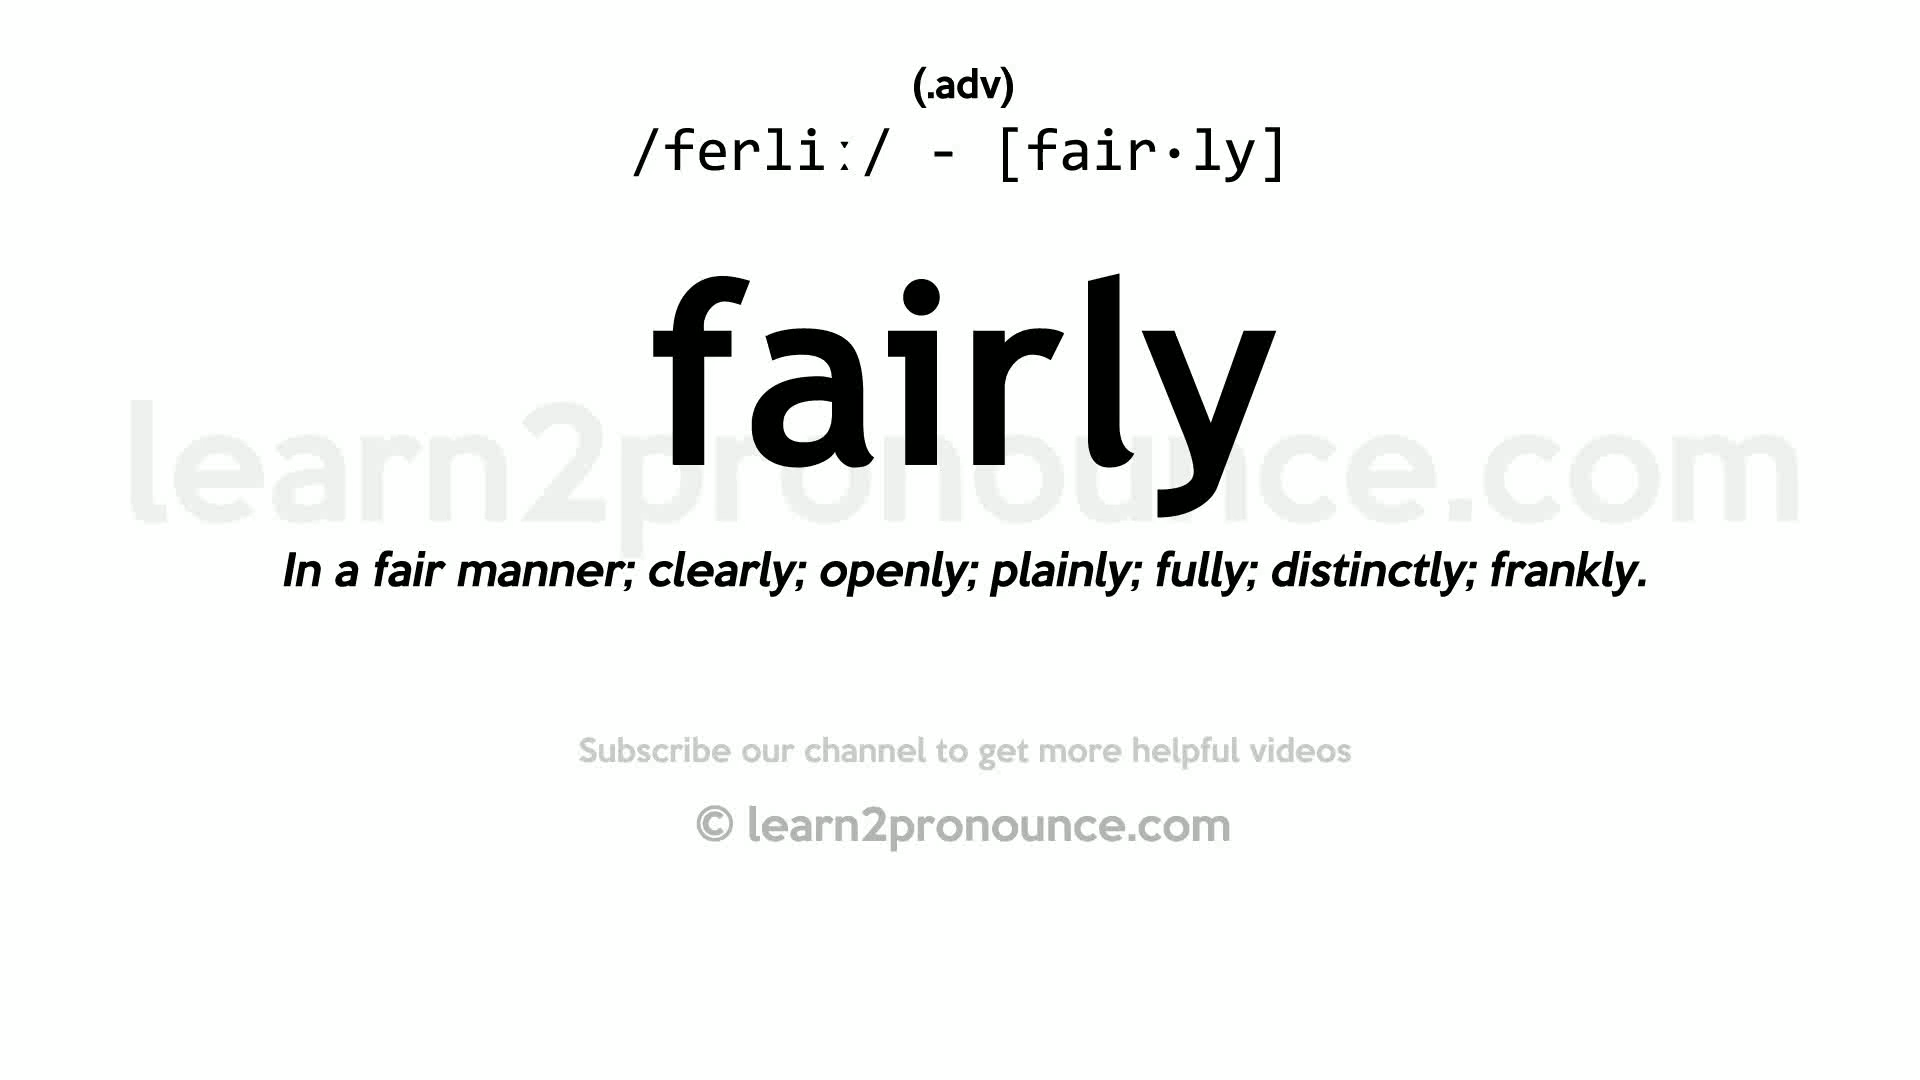 (.adv)
/ferliː/ - [fair·ly]
fairly
learn2pronounce.com
In a fair manner; clearly; openly; plainly; fully; distinctly; frankly.
Subscribe our channel to get more helpful videos
© learn2pronounce.com